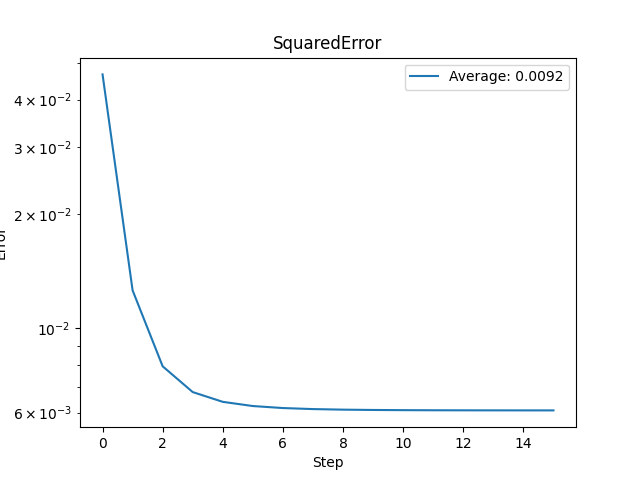 SquaredError
Average: 0.0092
4 × 10⁻²
3 × 10⁻²
2 × 10⁻²
10⁻²
6 × 10⁻³
Error
0 2 4 6 8 10 12 14
Step